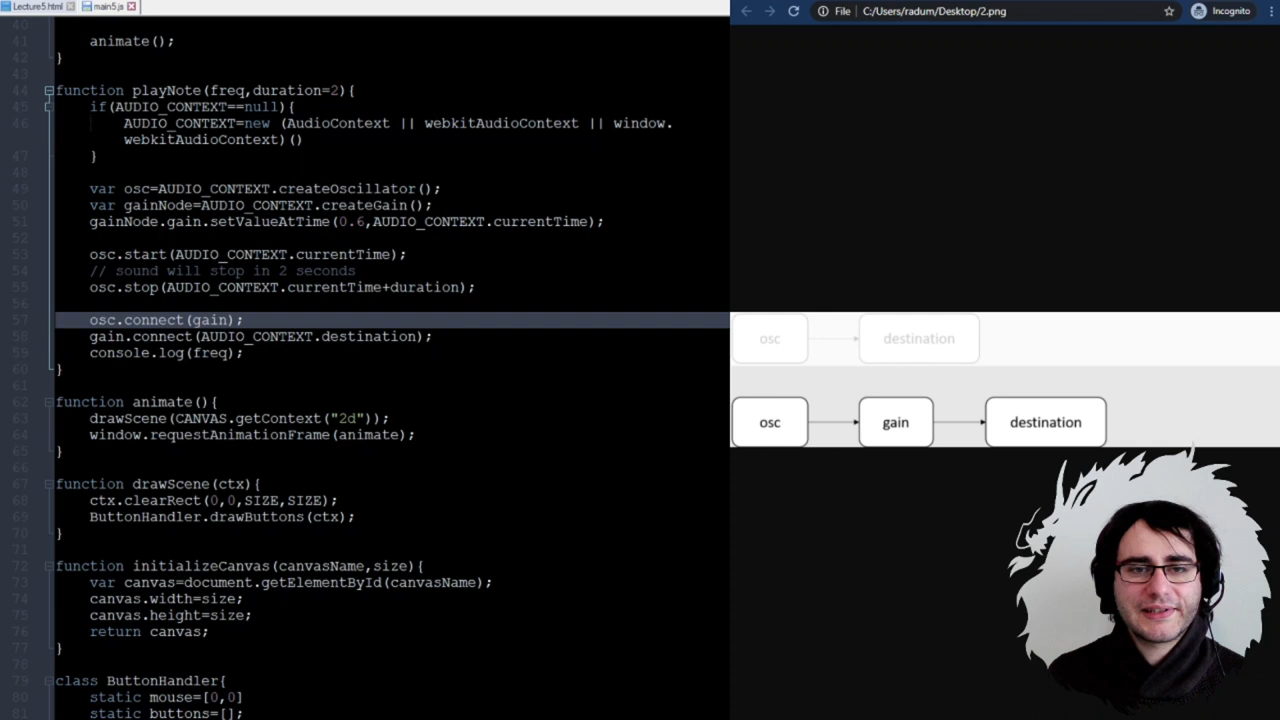 Lecture5.html
main5.js
File C:/Users/radum/Desktop/2.png
Incognito
40
41 animate();
42 }
43
44 function playNote(freq,duration=2){
45 if(AUDIO_CONTEXT==null){
46 AUDIO_CONTEXT=new (AudioContext || webkitAudioContext || window.
webkitAudioContext)()
47 }
48
49 var osc=AUDIO_CONTEXT.createOscillator();
50 var gainNode=AUDIO_CONTEXT.createGain();
51 gainNode.gain.setValueAtTime(0.6,AUDIO_CONTEXT.currentTime);
52
53 osc.start(AUDIO_CONTEXT.currentTime);
54 // sound will stop in 2 seconds
55 osc.stop(AUDIO_CONTEXT.currentTime+duration);
56
57 osc.connect(gain);
58 gain.connect(AUDIO_CONTEXT.destination);
59 console.log(freq);
60 }
61
62 function animate(){
63 drawScene(CANVAS.getContext("2d"));
64 window.requestAnimationFrame(animate);
65 }
66
67 function drawScene(ctx){
68 ctx.clearRect(0,0,SIZE,SIZE);
69 ButtonHandler.drawButtons(ctx);
70 }
71
72 function initializeCanvas(canvasName,size){
73 var canvas=document.getElementById(canvasName);
74 canvas.width=size;
75 canvas.height=size;
76 return canvas;
77 }
78
79 class ButtonHandler{
80 static mouse=[0,0]
81 static buttons=[];
osc destination
osc gain destination